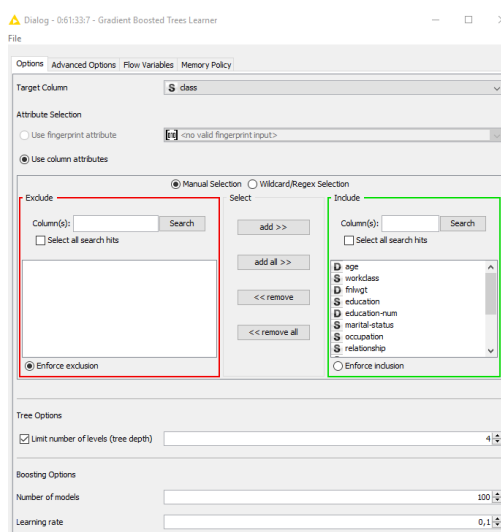 Dialog - 0:61:33:7 - Gradient Boosted Trees Learner
File
Options Advanced Options Flow Variables Memory Policy
Target Column S class
Attribute Selection
Use fingerprint attribute <no valid fingerprint input>
Use column attributes
Manual Selection Wildcard/Regex Selection
Exclude Select Include
Column(s): Search add >> Column(s): Search
Select all search hits Select all search hits
add all >>
D age
S workclass
D fnlwgt
<< remove
S education
D education-num
S marital-status
<< remove all
S occupation
S relationship
Enforce exclusion Enforce inclusion
Tree Options
Limit number of levels (tree depth) 4
Boosting Options
Number of models 100
Learning rate 0,1